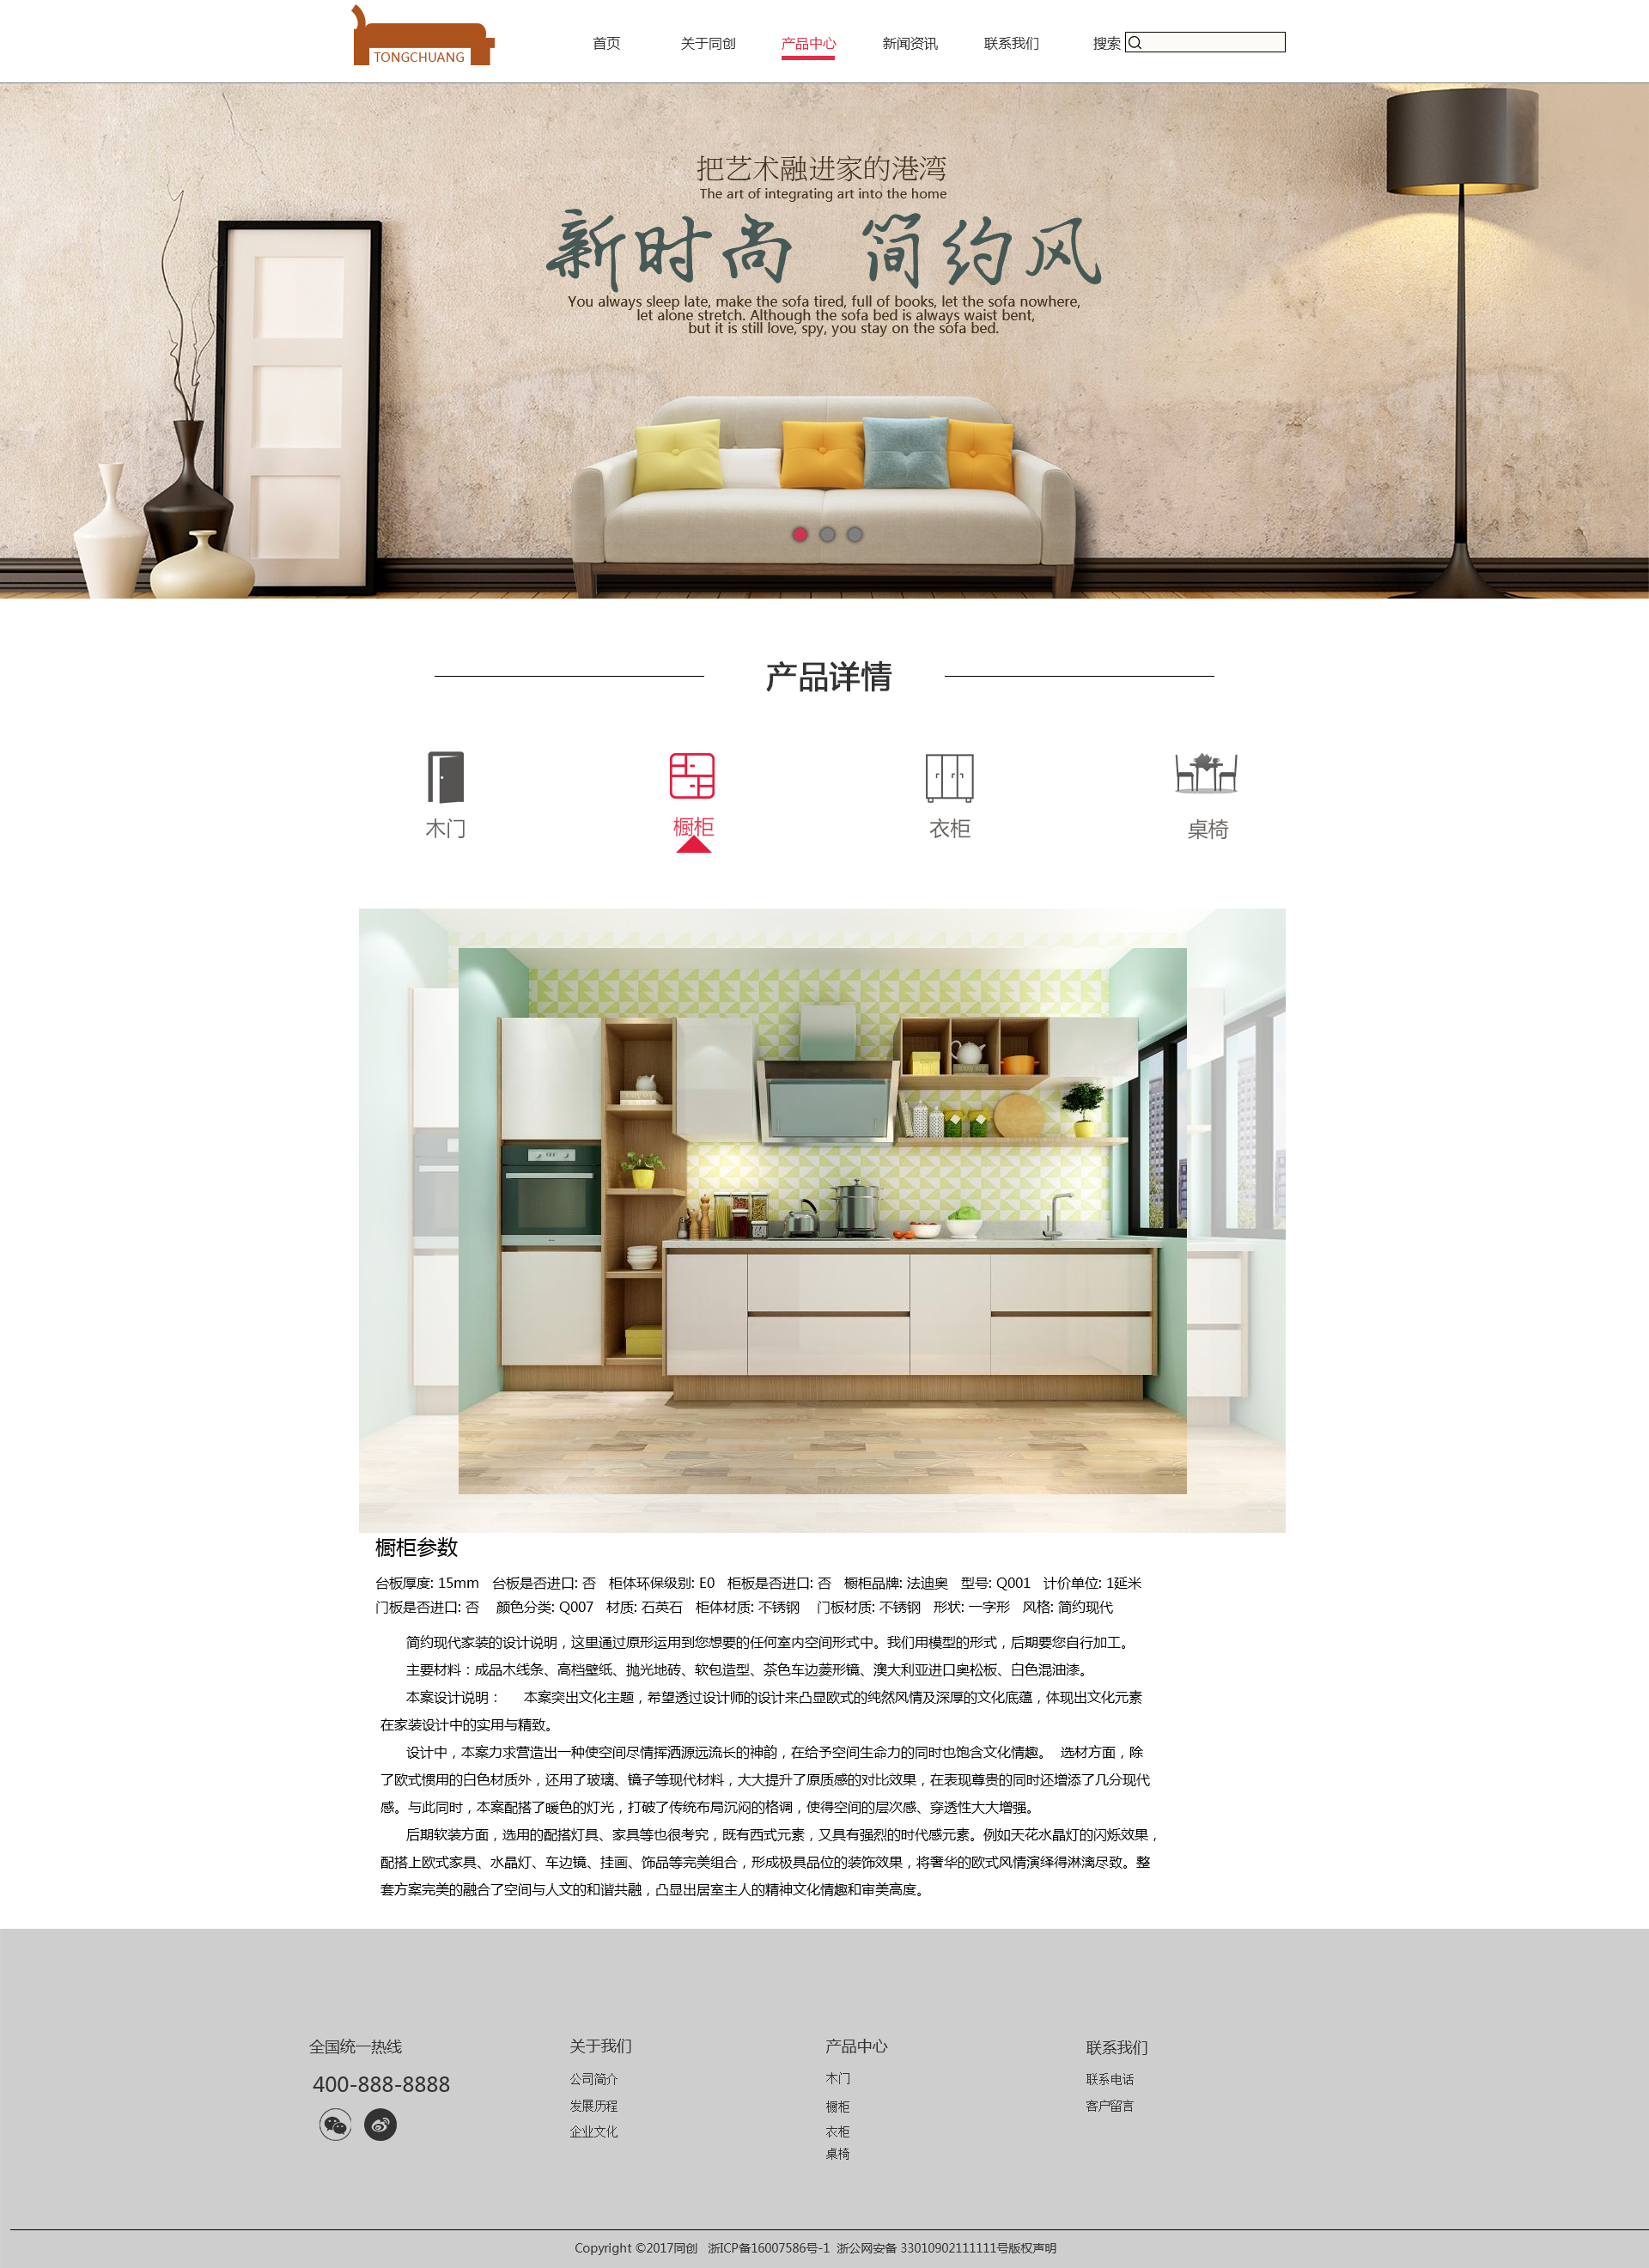 TONGCHUANG
首页 关于同创 产品中心 新闻资讯 联系我们 搜索
把艺术融进家的港湾
The art of integrating art into the home
新时尚 简约风
You always sleep late, make the sofa tired, full of books, let the sofa nowhere,
let alone stretch. Although the sofa bed is always waist bent,
but it is still love, spy, you stay on the sofa bed.
产品详情
木门 橱柜 衣柜 桌椅
橱柜参数
台板厚度: 15mm 台板是否进口: 否 柜体环保级别: E0 柜板是否进口: 否 橱柜品牌: 法迪奥 型号: Q001 计价单位: 1延米
门板是否进口: 否 颜色分类: Q007 材质: 石英石 柜体材质: 不锈钢 门板材质: 不锈钢 形状: 一字形 风格: 简约现代
简约现代家装的设计说明，这里通过原形运用到您想要的任何室内空间形式中。我们用模型的形式，后期要您自行加工。
主要材料：成品木线条、高档壁纸、抛光地砖、软包造型、茶色车边菱形镜、澳大利亚进口奥松板、白色混油漆。
本案设计说明： 本案突出文化主题，希望透过设计师的设计来凸显欧式的纯然风情及深厚的文化底蕴，体现出文化元素
在家装设计中的实用与精致。
设计中，本案力求营造出一种使空间尽情挥洒源远流长的神韵，在给予空间生命力的同时也饱含文化情趣。 选材方面，除
了欧式惯用的白色材质外，还用了玻璃、镜子等现代材料，大大提升了原质感的对比效果，在表现尊贵的同时还增添了几分现代
感。与此同时，本案配搭了暖色的灯光，打破了传统布局沉闷的格调，使得空间的层次感、穿透性大大增强。
后期软装方面，选用的配搭灯具、家具等也很考究，既有西式元素，又具有强烈的时代感元素。例如天花水晶灯的闪烁效果，
配搭上欧式家具、水晶灯、车边镜、挂画、饰品等完美组合，形成极具品位的装饰效果，将奢华的欧式风情演绎得淋漓尽致。整
套方案完美的融合了空间与人文的和谐共融，凸显出居室主人的精神文化情趣和审美高度。
全国统一热线
400-888-8888
关于我们
公司简介
发展历程
企业文化
产品中心
木门
橱柜
衣柜
桌椅
联系我们
联系电话
客户留言
Copyright ©2017同创 浙ICP备16007586号-1 浙公网安备 33010902111111号版权声明